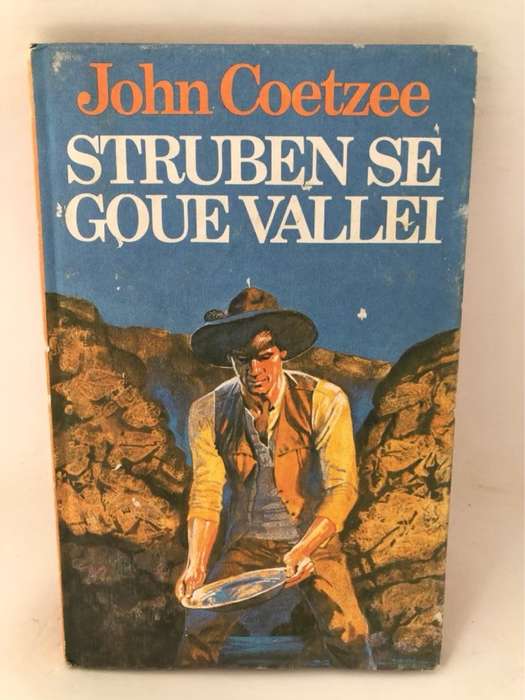 John Coetzee
STRUBEN SE
GOUE VALLEI